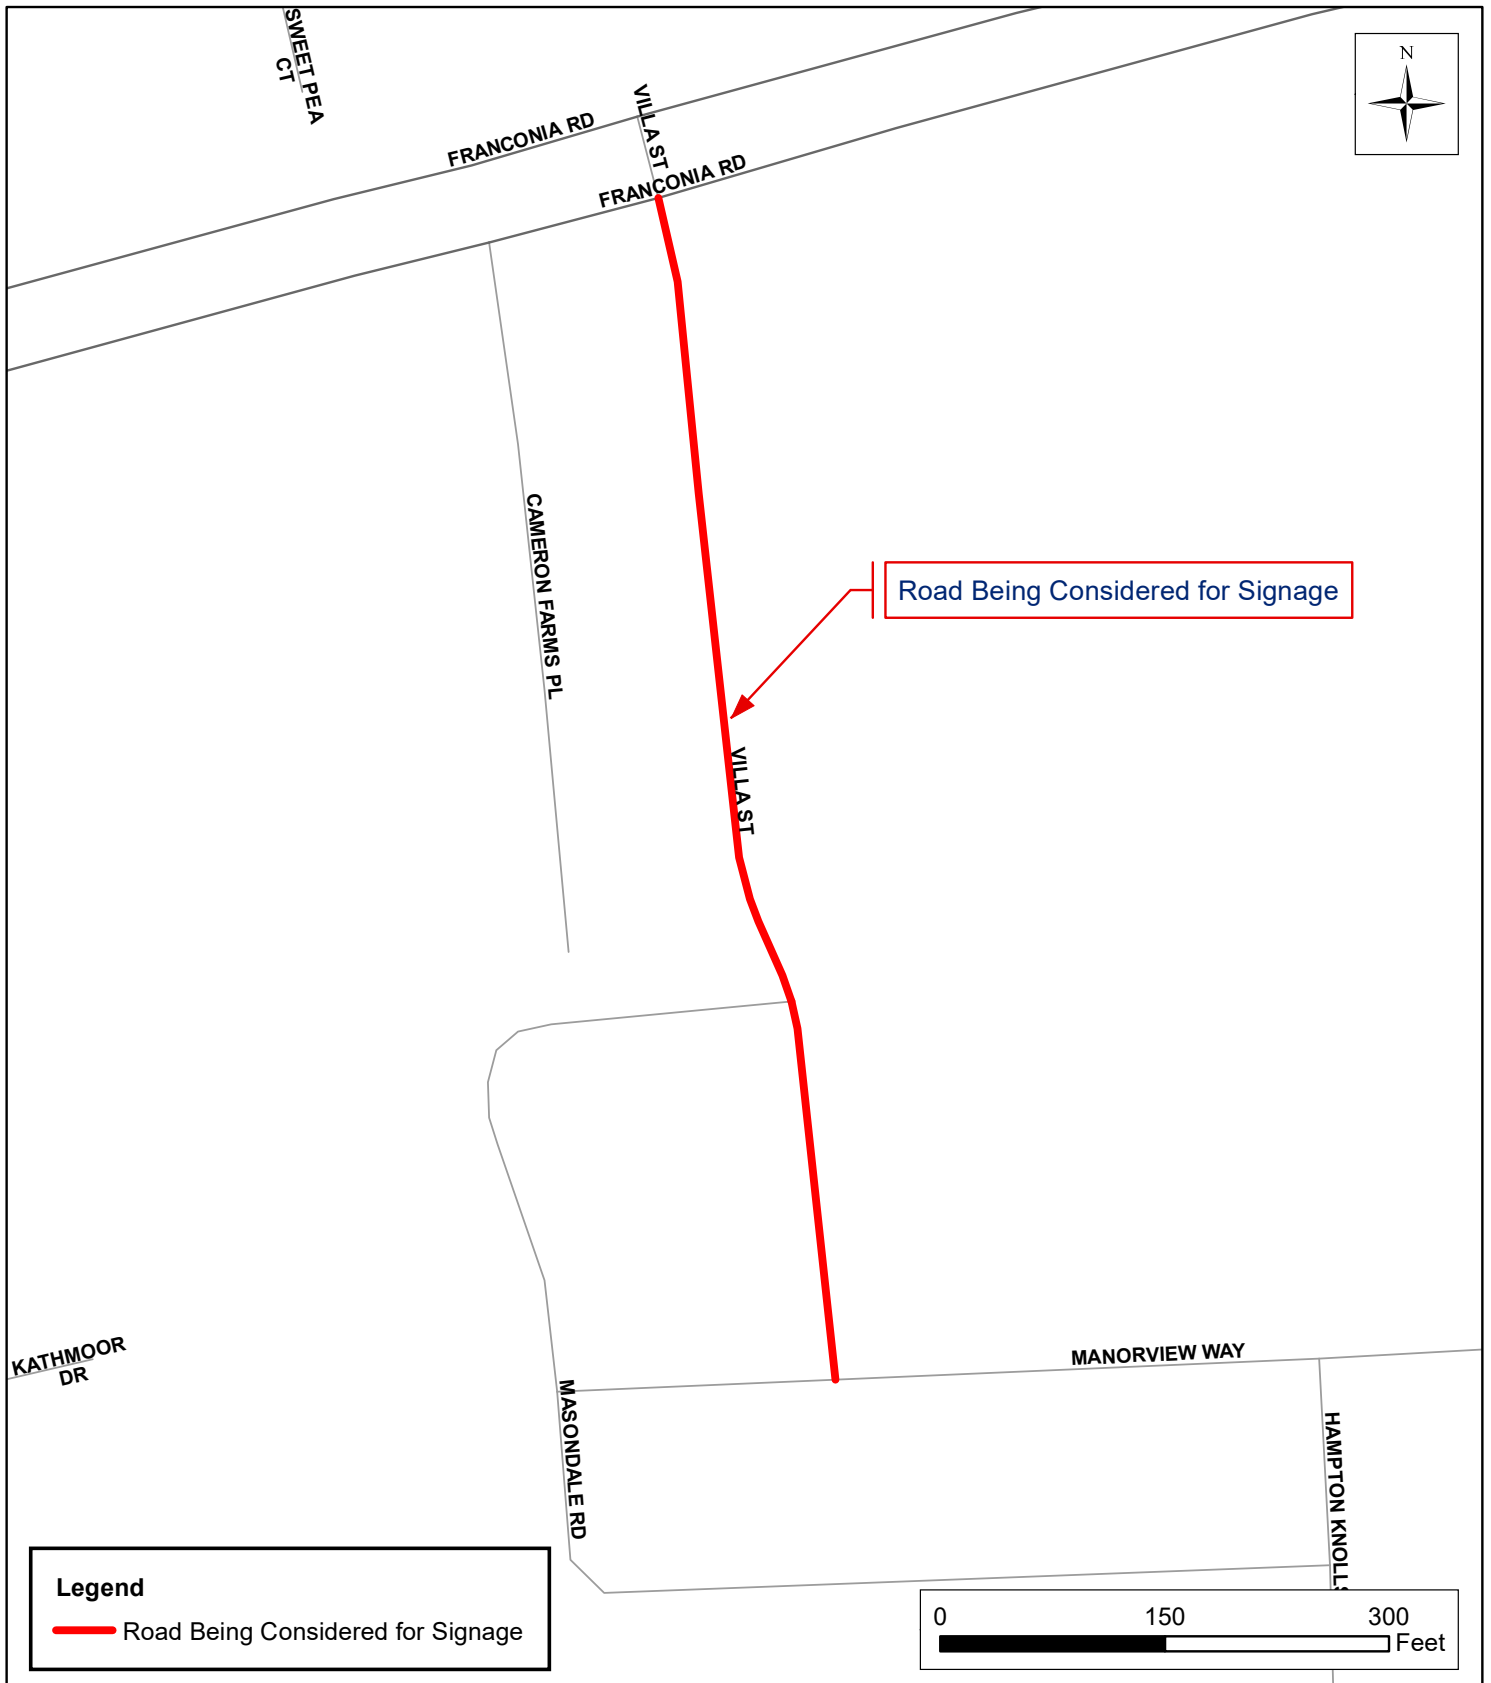 SWEET PEA
CT
N
VILLA ST
FRANCONIA RD
FRANCONIA RD
CAMERON FARMS PL
Road Being Considered for Signage
VILLA ST
KATHMOOR
DR
MANORVIEW WAY
MASONDALE RD
HAMPTON KNOLLS
Legend
Road Being Considered for Signage
0 150 300
Feet